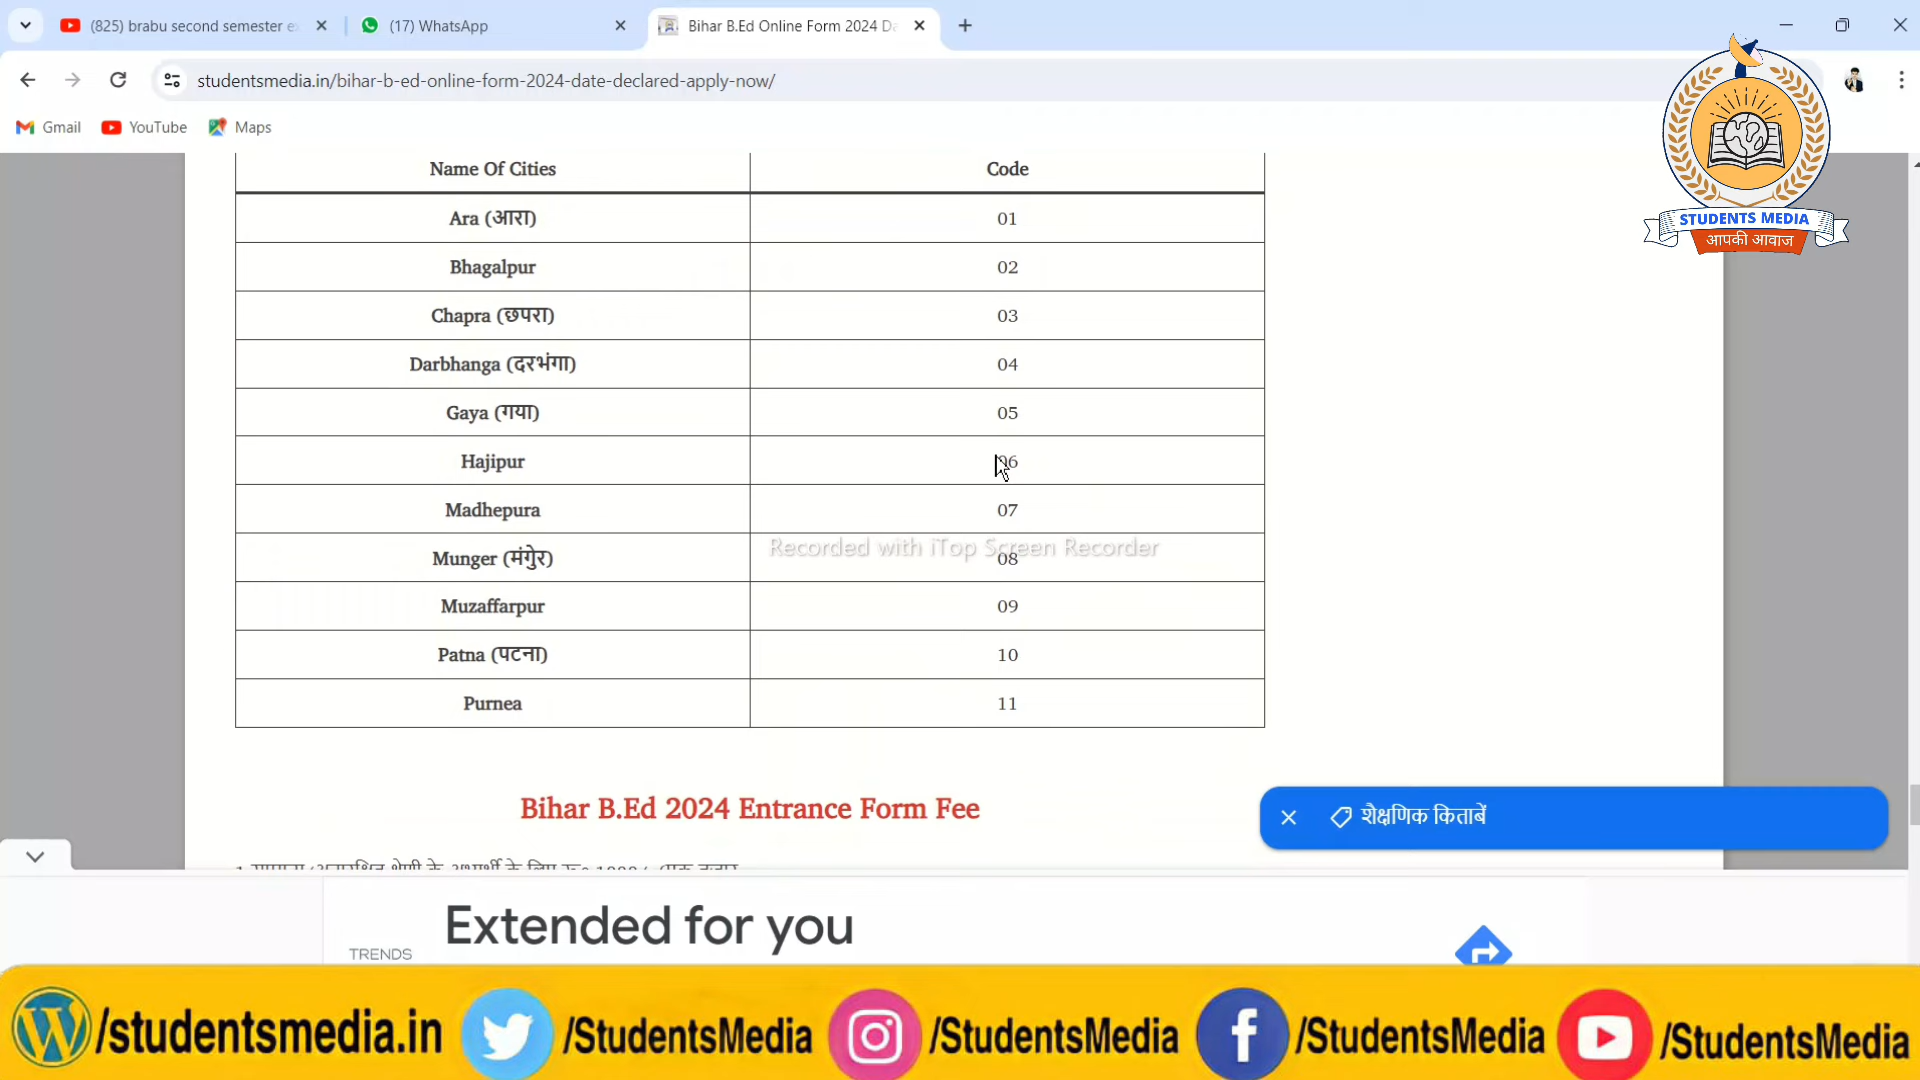 (825) brabu second semester e
(17) WhatsApp
Bihar B.Ed Online Form 2024 Da
studentsmedia.in/bihar-b-ed-online-form-2024-date-declared-apply-now/
Gmail YouTube Maps
STUDENTS MEDIA
आपकी आवाज
Name Of Cities Code
Ara (आरा) 01
Bhagalpur 02
Chapra (छपरा) 03
Darbhanga (दरभंगा) 04
Gaya (गया) 05
Hajipur 06
Madhepura 07
Recorded with iTop Screen Recorder
Munger (मंगुेर) 08
Muzaffarpur 09
Patna (पटना) 10
Purnea 11
Bihar B.Ed 2024 Entrance Form Fee
शैक्षणिक किताबें
Extended for you
TRENDS
/studentsmedia.in /StudentsMedia /StudentsMedia /StudentsMedia /StudentsMedia